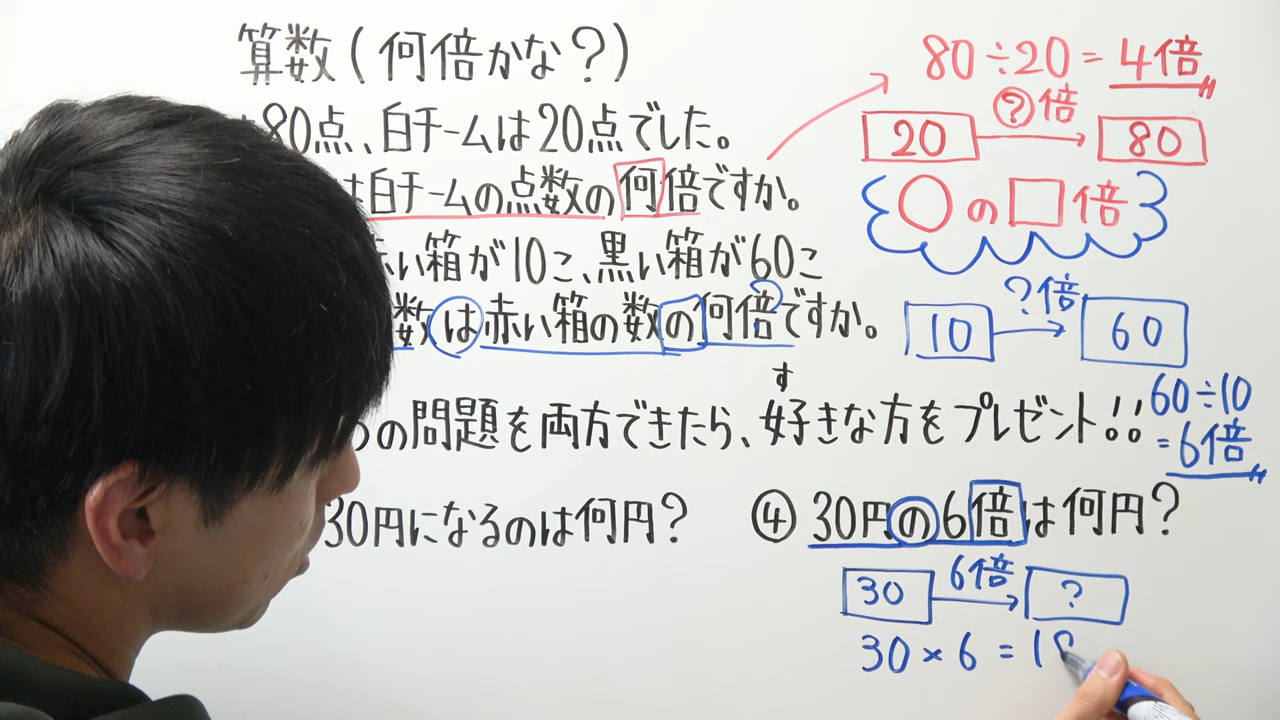 算数(何倍かな?)
80点、白チームは20点でした。
は白チームの点数の何倍ですか。
い箱が10こ、黒い箱が60こ
数は赤い箱の数の何倍ですか。
す
の問題を両方できたら、好きな方をプレゼント!!
30円になるのは何円?
④ 30円の6倍は何円?
30 6倍 ?
30×6=18
80÷20=4倍
?倍
20 80
○の□倍
?倍
10 60
60÷10
=6倍